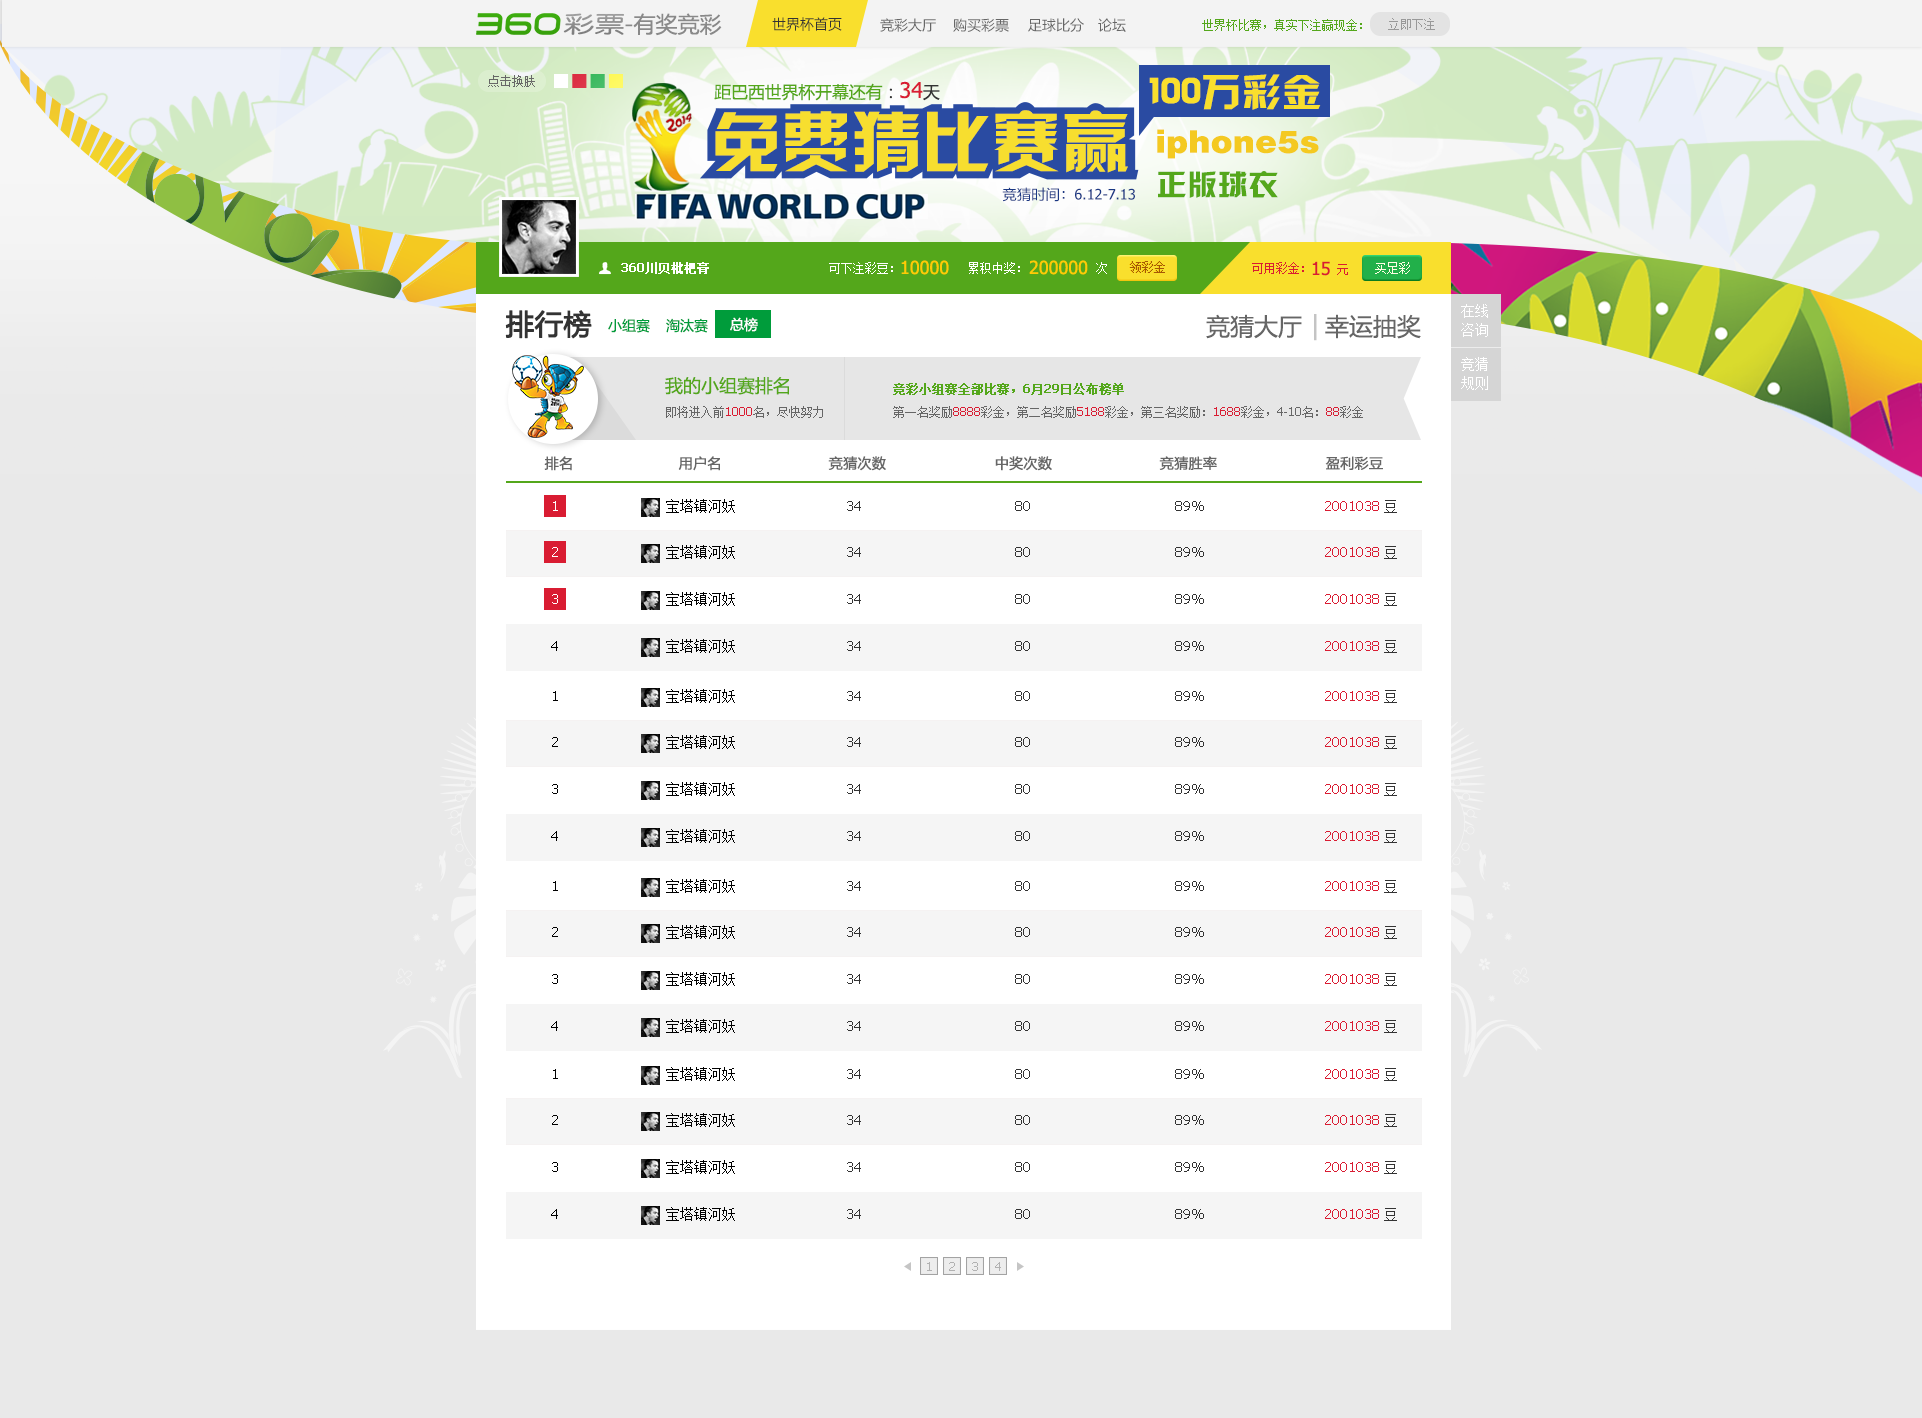 360彩票-有奖竞彩 世界杯首页 竞彩大厅 购买彩票 足球比分 论坛 世界杯比赛，真实下注赢现金： 立即下注
点击换肤
距巴西世界杯开幕还有：34天
100万彩金
免费猜比赛赢
iphone5s
正版球衣
竞猜时间：6.12-7.13
2014
FIFA WORLD CUP
360川贝枇杷膏 可下注彩豆：10000 累积中奖：200000 次 领彩金 可用彩金：15 元 买足彩
在线
咨询
竞猜
规则
排行榜 小组赛 淘汰赛 总榜 竞猜大厅 | 幸运抽奖
我的小组赛排名
即将进入前1000名，尽快努力
竞彩小组赛全部比赛，6月29日公布榜单
第一名奖励8888彩金，第二名奖励5188彩金，第三名奖励：1688彩金，4-10名：88彩金
排名 用户名 竞猜次数 中奖次数 竞猜胜率 盈利彩豆
1 宝塔镇河妖 34 80 89% 2001038 豆
2 宝塔镇河妖 34 80 89% 2001038 豆
3 宝塔镇河妖 34 80 89% 2001038 豆
4 宝塔镇河妖 34 80 89% 2001038 豆
1 宝塔镇河妖 34 80 89% 2001038 豆
2 宝塔镇河妖 34 80 89% 2001038 豆
3 宝塔镇河妖 34 80 89% 2001038 豆
4 宝塔镇河妖 34 80 89% 2001038 豆
1 宝塔镇河妖 34 80 89% 2001038 豆
2 宝塔镇河妖 34 80 89% 2001038 豆
3 宝塔镇河妖 34 80 89% 2001038 豆
4 宝塔镇河妖 34 80 89% 2001038 豆
1 宝塔镇河妖 34 80 89% 2001038 豆
2 宝塔镇河妖 34 80 89% 2001038 豆
3 宝塔镇河妖 34 80 89% 2001038 豆
4 宝塔镇河妖 34 80 89% 2001038 豆
1 2 3 4